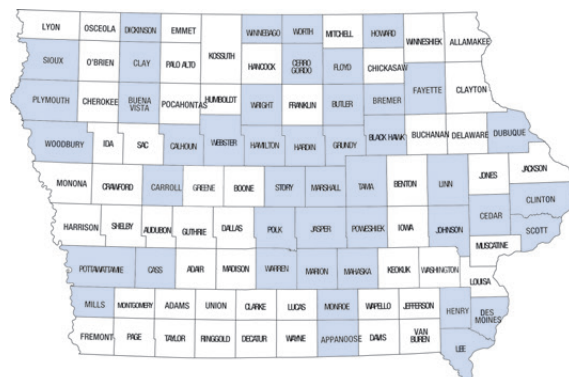 LYON OSCEOLA DICKINSON EMMET WINNEBAGO WORTH MITCHELL HOWARD WINNESHIEK ALLAMAKEE
KOSSUTH
SIOUX O'BRIEN CLAY PALO ALTO HANCOCK CERRO GORDO FLOYD CHICKASAW
FAYETTE CLAYTON
PLYMOUTH CHEROKEE BUENA VISTA POCAHONTAS HUMBOLDT WRIGHT FRANKLIN BUTLER BREMER
WOODBURY IDA SAC CALHOUN WEBSTER HAMILTON HARDIN GRUNDY BLACK HAWK BUCHANAN DELAWARE DUBUQUE
MONONA CRAWFORD CARROLL GREENE BOONE STORY MARSHALL TAMA BENTON LINN JONES JACKSON
CLINTON
CEDAR
HARRISON SHELBY AUDUBON GUTHRIE DALLAS POLK JASPER POWESHIEK IOWA JOHNSON SCOTT
MUSCATINE
POTTAWATTAMIE CASS ADAIR MADISON WARREN MARION MAHASKA KEOKUK WASHINGTON LOUISA
MILLS MONTGOMERY ADAMS UNION CLARKE LUCAS MONROE WAPELLO JEFFERSON HENRY DES MOINES
FREMONT PAGE TAYLOR RINGGOLD DECATUR WAYNE APPANOOSE DAVIS VAN BUREN LEE